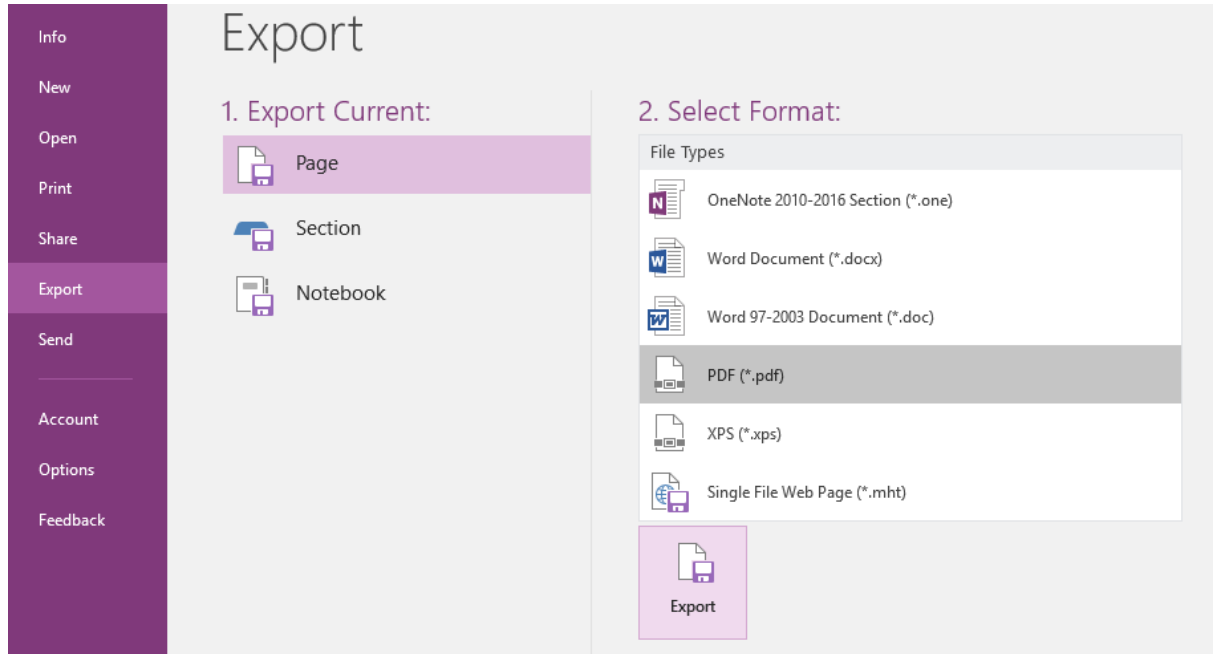 Info
New
Open
Print
Share
Export
Send
Account
Options
Feedback
Export
1. Export Current:
Page
Section
Notebook
2. Select Format:
File Types
OneNote 2010-2016 Section (*.one)
Word Document (*.docx)
Word 97-2003 Document (*.doc)
PDF (*.pdf)
XPS (*.xps)
Single File Web Page (*.mht)
Export